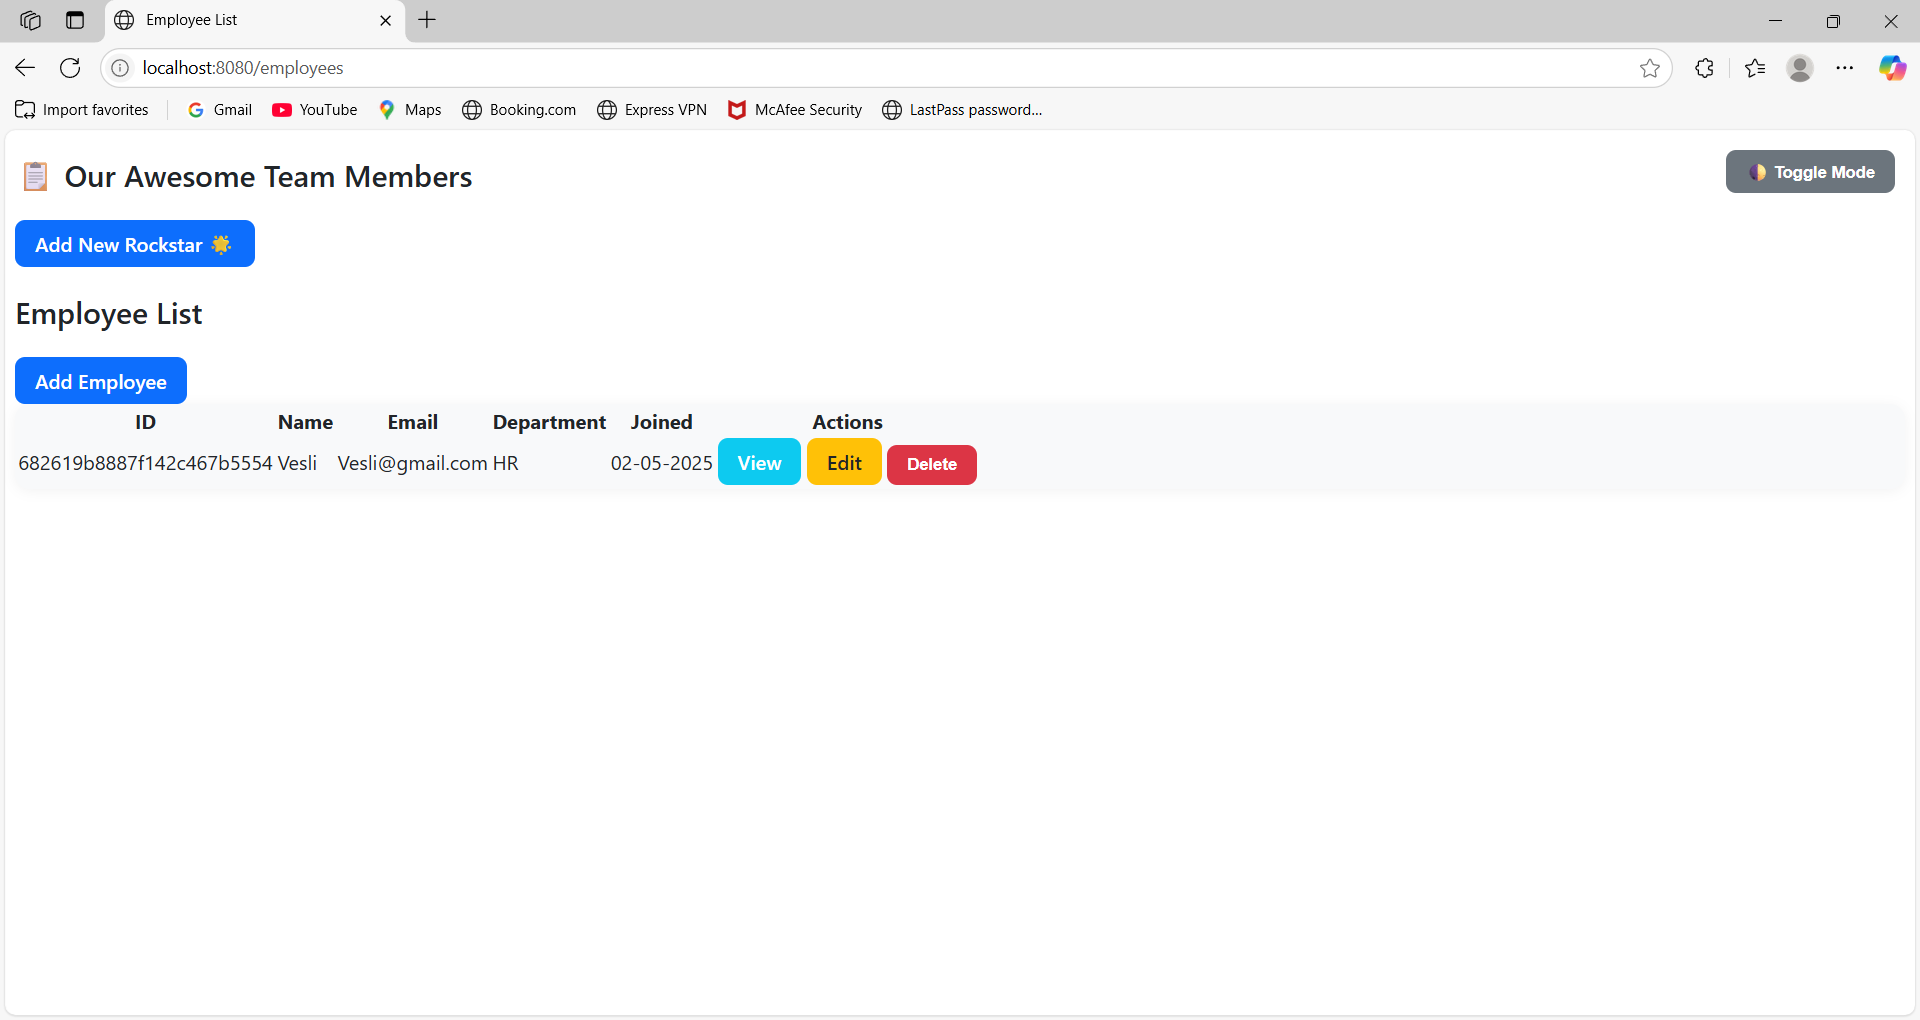 Employee List
localhost:8080/employees
Import favorites Gmail YouTube Maps Booking.com Express VPN McAfee Security LastPass password...
📋 Our Awesome Team Members
🌓 Toggle Mode
Add New Rockstar 🌟
Employee List
Add Employee
ID Name Email Department Joined Actions
682619b8887f142c467b5554 Vesli Vesli@gmail.com HR 02-05-2025 View Edit Delete